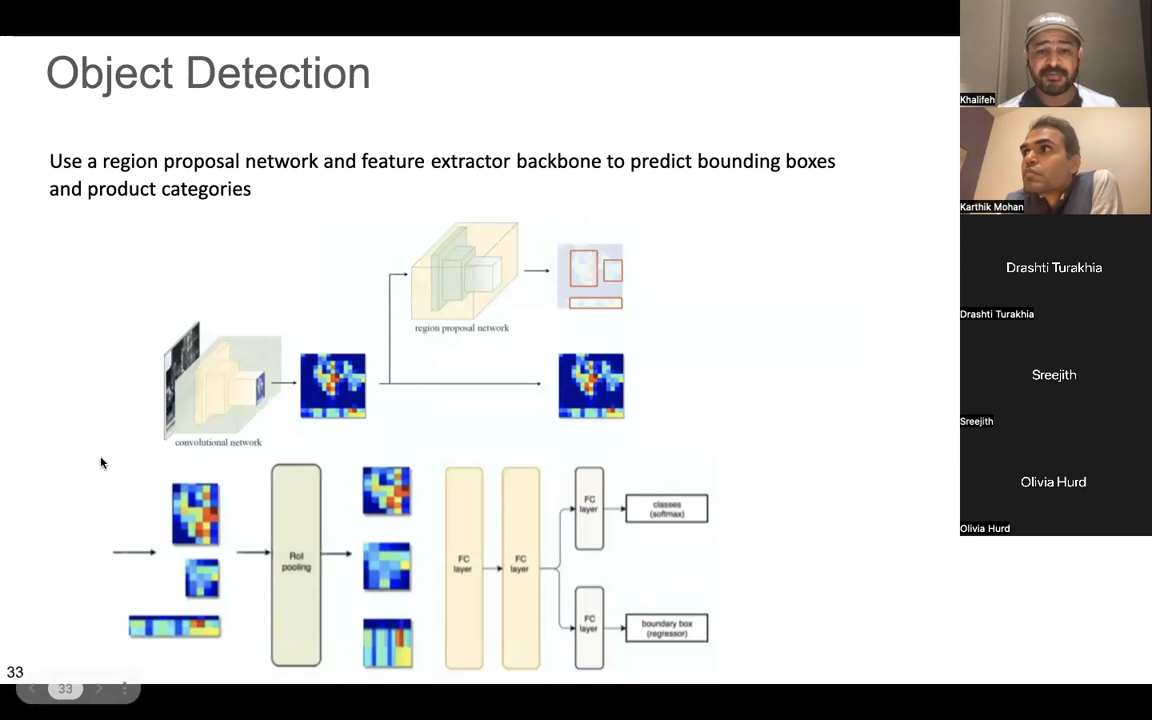 Object Detection
Use a region proposal network and feature extractor backbone to predict bounding boxes
and product categories
region proposal network
convolutional network
RoI
pooling
FC
layer
FC
layer
FC
layer
classes
(softmax)
FC
layer
boundary box
(regressor)
33
33
Khalifeh
Karthik Mohan
Drashti Turakhia
Drashti Turakhia
Sreejith
Sreejith
Olivia Hurd
Olivia Hurd